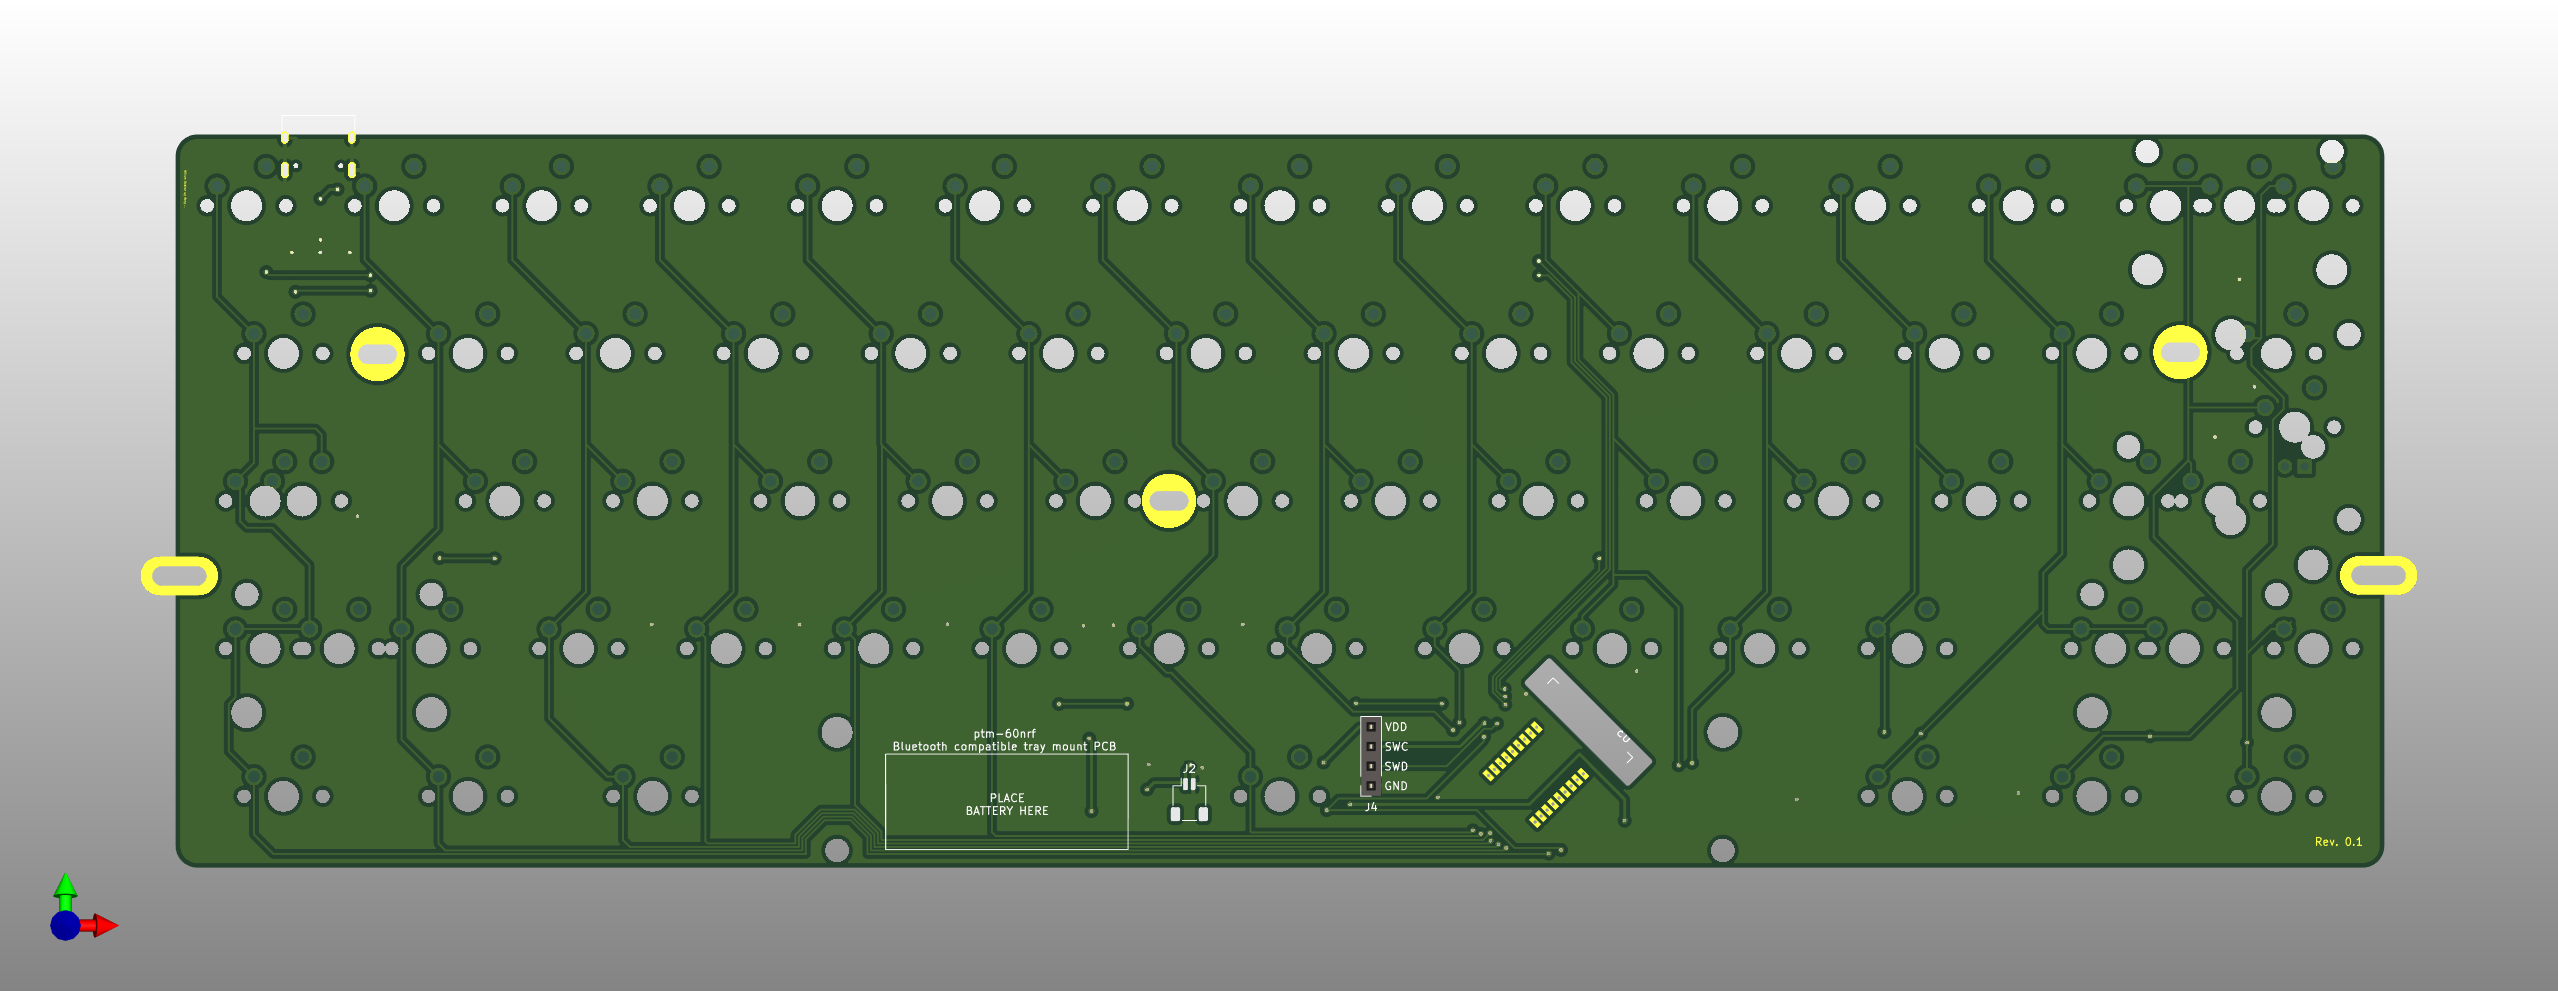 ptm-60nrf
Bluetooth compatible tray mount PCB
PLACE
BATTERY HERE
J2
VDD
SWC
SWD
GND
J4
Rev. 0.1